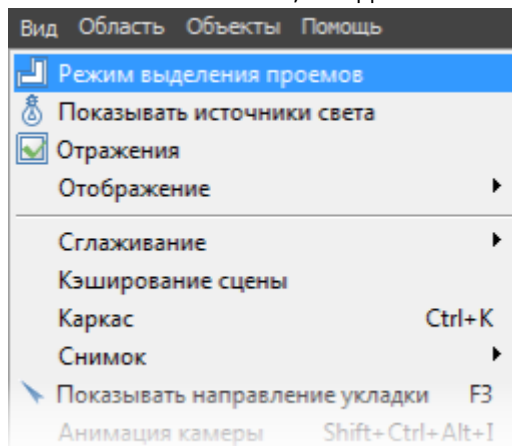 Вид Область Объекты Помощь
Режим выделения проемов
Показывать источники света
Отражения
Отображение
Сглаживание
Кэширование сцены
Каркас Ctrl+K
Снимок
Показывать направление укладки F3
Анимация камеры Shift+Ctrl+Alt+I